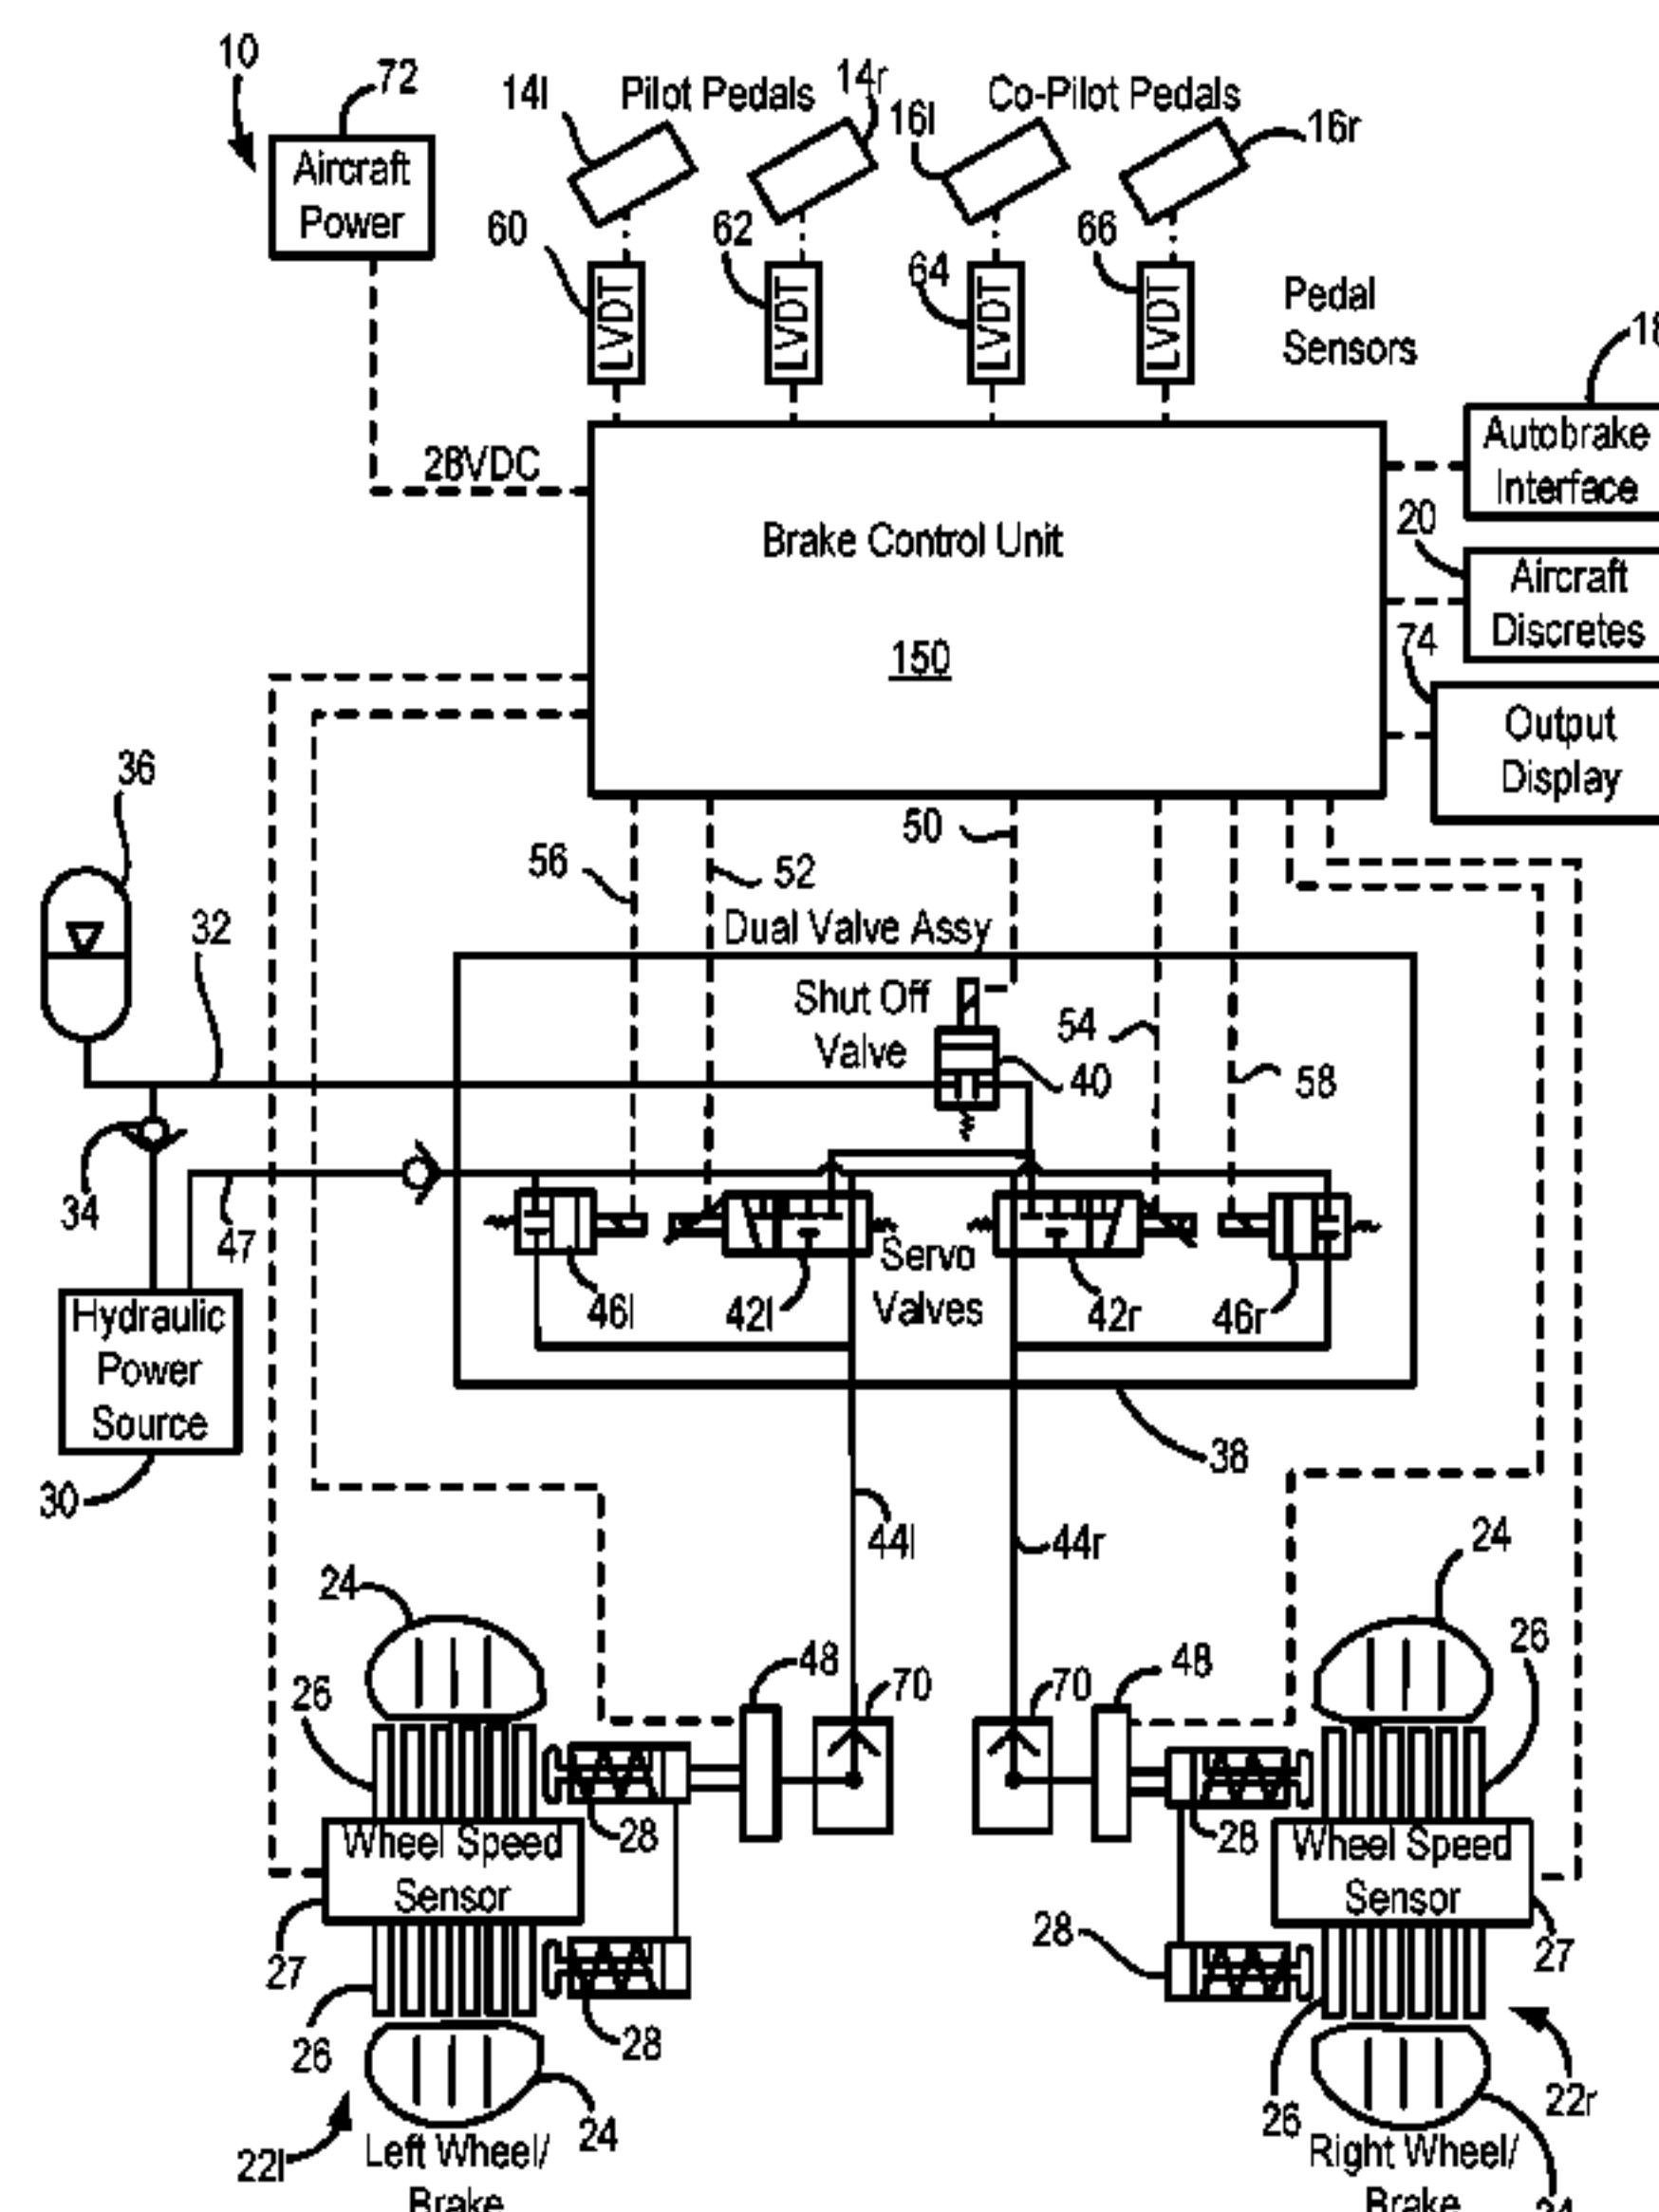 10
72
14l
Pilot Pedals
14r
16l
Co-Pilot Pedals
16r
Aircraft
Power
60
62
64
66
LVDT
LVDT
LVDT
LVDT
Pedal
Sensors
Autobrake
Interface
28VDC
20
Brake Control Unit
Aircraft
Discretes
150
74
Output
Display
36
50
56
52
32
Dual Valve Assy
Shut Off
Valve
54
40
58
34
47
Servo
Valves
46l
42l
42r
46r
Hydraulic
Power
Source
38
30
44l
44r
24
24
26
48
70
70
48
26
28
28
Wheel Speed
Sensor
Wheel Speed
Sensor
27
28
27
26
28
26
22r
24
22l
Left Wheel/
Brake
Right Wheel/
Brake